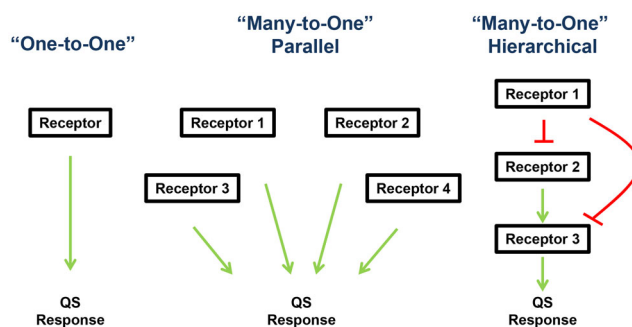 “One-to-One”
Receptor
QS
Response
“Many-to-One”
Parallel
Receptor 1
Receptor 2
Receptor 3
Receptor 4
QS
Response
“Many-to-One”
Hierarchical
Receptor 1
Receptor 2
Receptor 3
QS
Response